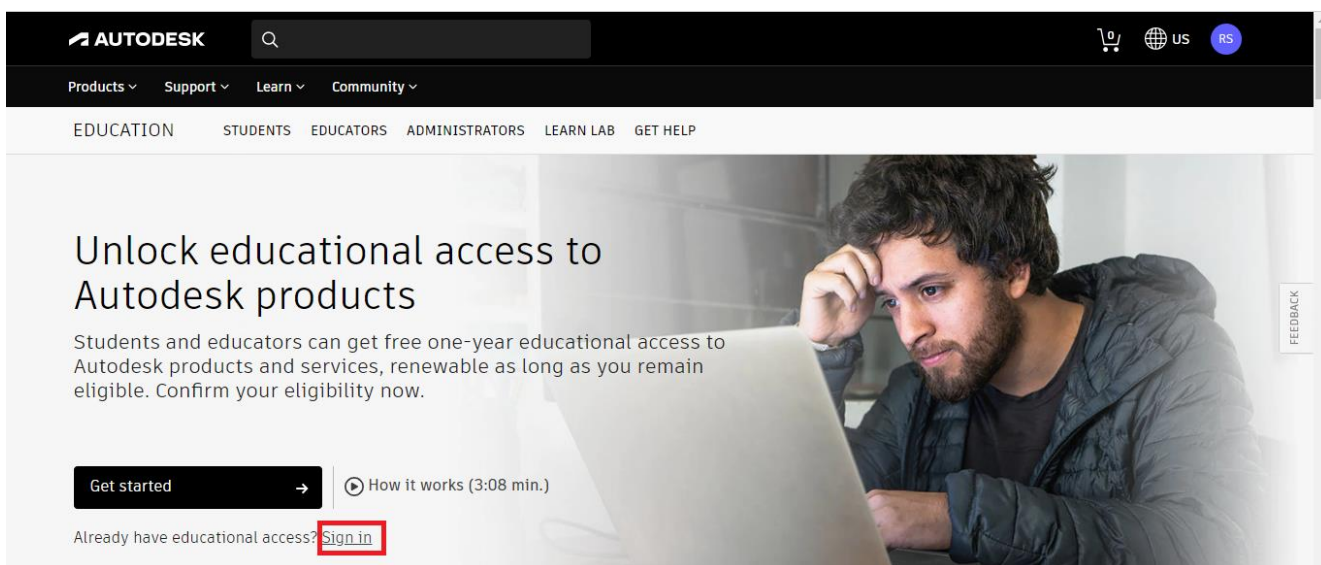 AUTODESK
0
US
RS
Products
Support
Learn
Community
EDUCATION
STUDENTS
EDUCATORS
ADMINISTRATORS
LEARN LAB
GET HELP
Unlock educational access to
Autodesk products
Students and educators can get free one-year educational access to
Autodesk products and services, renewable as long as you remain
eligible. Confirm your eligibility now.
Get started
How it works (3:08 min.)
Already have educational access? Sign in
FEEDBACK